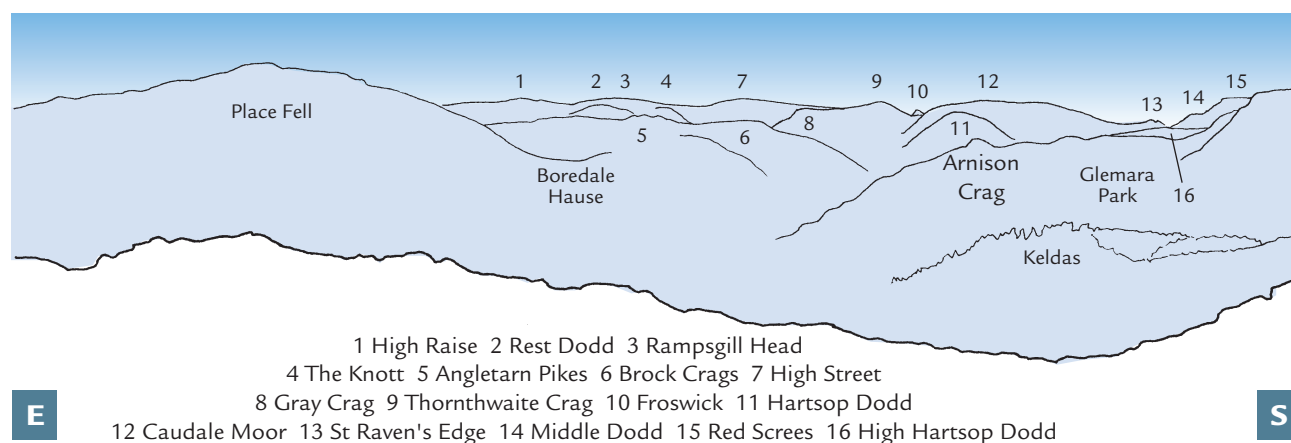 1
2
3
4
7
9
10
12
13
14
15
Place Fell
5
6
8
11
Boredale
Hause
Arnison
Crag
Glemara
Park
16
Keldas
1 High Raise 2 Rest Dodd 3 Rampsgill Head
4 The Knott 5 Angletarn Pikes 6 Brock Crags 7 High Street
8 Gray Crag 9 Thornthwaite Crag 10 Froswick 11 Hartsop Dodd
12 Caudale Moor 13 St Raven's Edge 14 Middle Dodd 15 Red Screes 16 High Hartsop Dodd
E
S